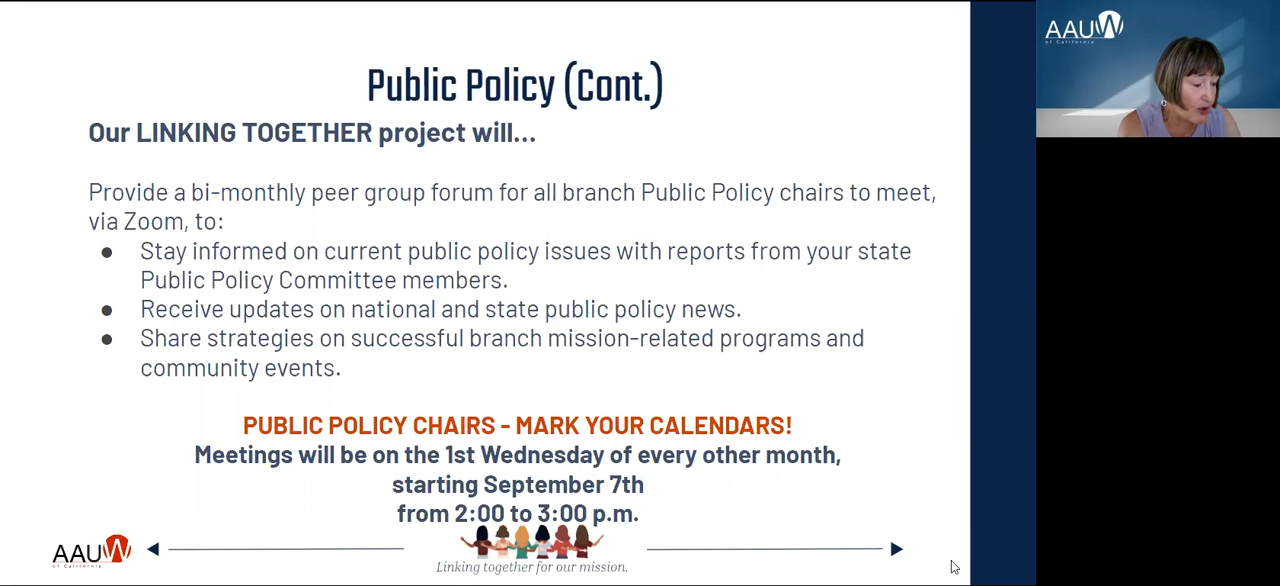 Public Policy (Cont.)
Our LINKING TOGETHER project will...
Provide a bi-monthly peer group forum for all branch Public Policy chairs to meet,
via Zoom, to:
● Stay informed on current public policy issues with reports from your state
Public Policy Committee members.
● Receive updates on national and state public policy news.
● Share strategies on successful branch mission-related programs and
community events.
PUBLIC POLICY CHAIRS - MARK YOUR CALENDARS!
Meetings will be on the 1st Wednesday of every other month,
starting September 7th
from 2:00 to 3:00 p.m.
AAUW
of California
Linking together for our mission.
AAUW
of California